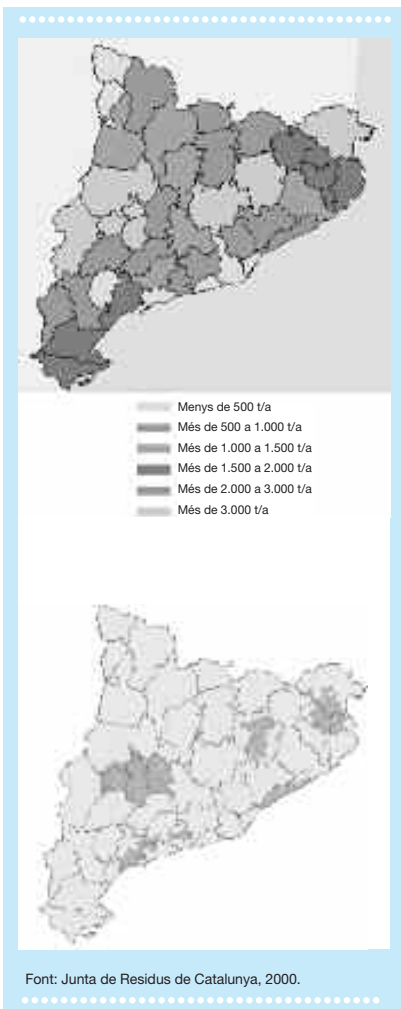 Menys de 500 t/a
Més de 500 a 1.000 t/a
Més de 1.000 a 1.500 t/a
Més de 1.500 a 2.000 t/a
Més de 2.000 a 3.000 t/a
Més de 3.000 t/a
Font: Junta de Residus de Catalunya, 2000.